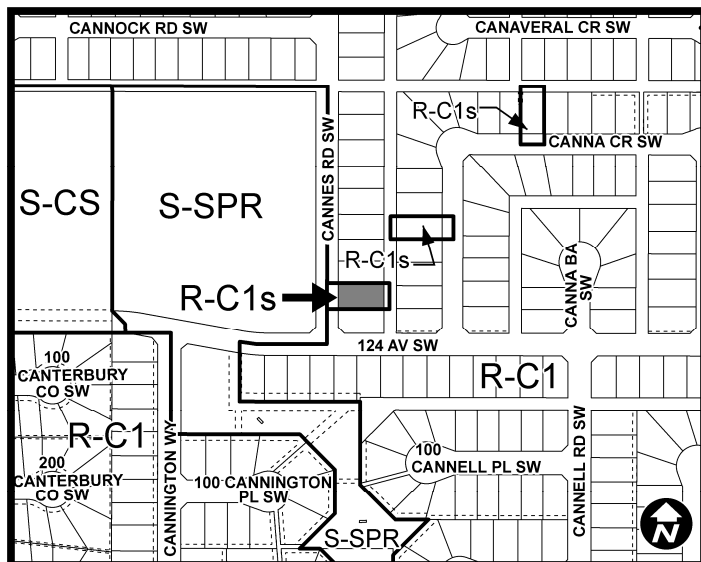 CANNOCK RD SW
CANAVERAL CR SW
R-C1s
CANNA CR SW
CANNES RD SW
S-CS
S-SPR
R-C1s
CANNA BA
SW
R-C1s
124 AV SW
100
CANTERBURY
CO SW
R-C1
R-C1
200
CANTERBURY
CO SW
CANNINGTON WY
100 CANNINGTON
PL SW
100
CANNELL PL SW
CANNELL RD SW
S-SPR
N